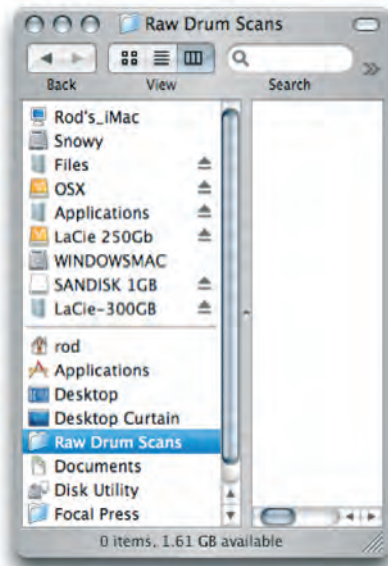 Raw Drum Scans
Back View Search
Rod's_iMac
Snowy
Files
OSX
Applications
LaCie 250Gb
WINDOWSMAC
SANDISK 1GB
LaCie-300GB
rod
Applications
Desktop
Desktop Curtain
Raw Drum Scans
Documents
Disk Utility
Focal Press
0 items, 1.61 GB available